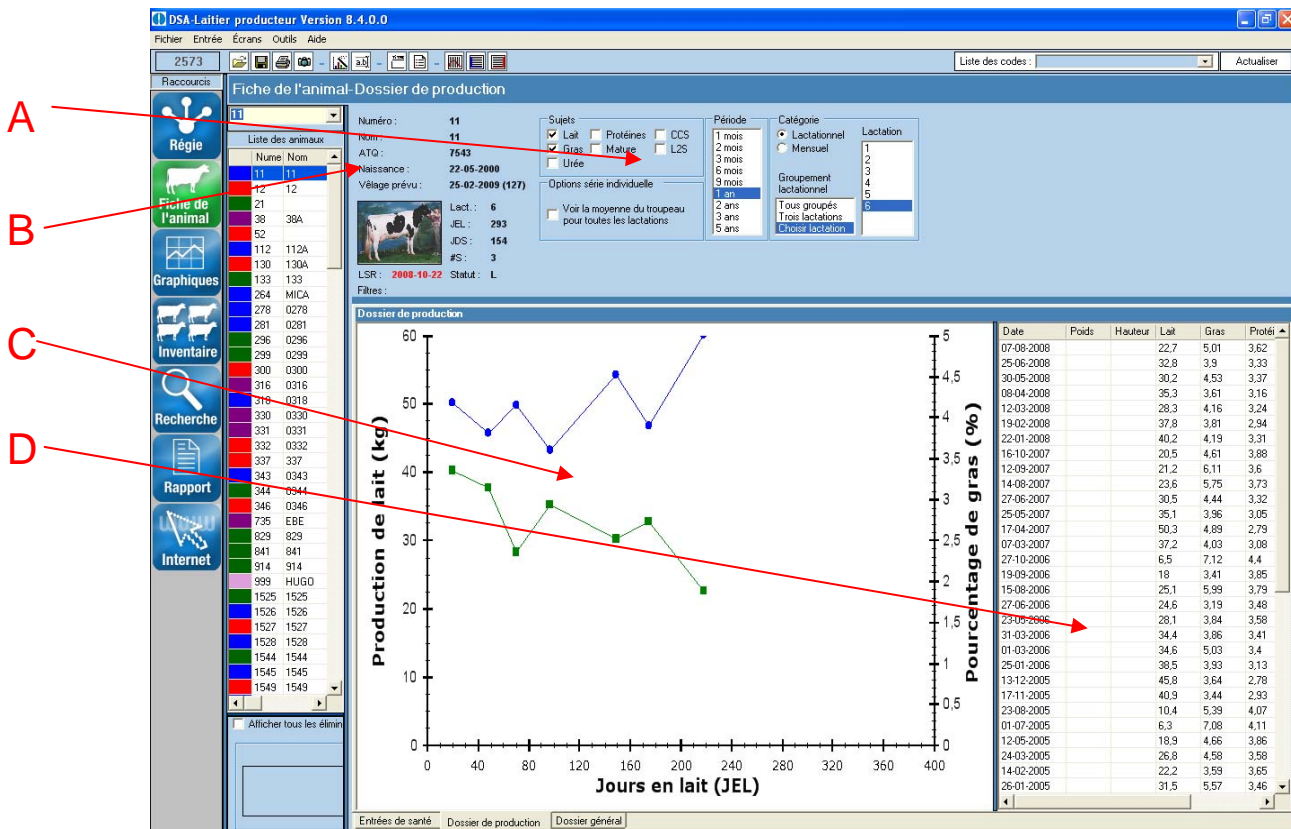 DSA-Laitier producteur Version 8.4.0.0
Fichier Entrée Écrans Outils Aide
2573
Liste des codes :
Actualiser
Raccourcis
Régie
Fiche de l'animal
Graphiques
Inventaire
Recherche
Rapport
Internet
A
B
C
D
Fiche de l'animal-Dossier de production
11
Liste des animaux
Nume Nom
11 11
12 12
21
38 38A
52
112 112A
130 130A
133 133
264 MICA
278 0278
281 0281
296 0296
299 0299
300 0300
316 0316
318 0318
330 0330
331 0331
332 0332
337 337
343 0343
344 0344
346 0346
735 EBE
829 829
841 841
914 914
999 HUGO
1525 1525
1526 1526
1527 1527
1528 1528
1544 1544
1545 1545
1549 1549
Afficher tous les élimin
Numéro : 11
Nom : 11
ATQ : 7543
Naissance : 22-05-2000
Vêlage prévu : 25-02-2009 (127)
Lact. : 6
JEL : 293
JDS : 154
#S : 3
LSR : 2008-10-22 Statut : L
Filtres :
Sujets
Lait Protéines CCS
Gras Mature L2S
Urée
Options série individuelle
Voir la moyenne du troupeau
pour toutes les lactations
Période
1 mois
2 mois
3 mois
6 mois
9 mois
1 an
2 ans
3 ans
5 ans
Catégorie
Lactationnel
Mensuel
Groupement
lactationnel
Tous groupés
Trois lactations
Choisir lactation
Lactation
1
2
3
4
5
6
Dossier de production
Production de lait (kg)
60
50
40
30
20
10
0
Pourcentage de gras (%)
5
4,5
4
3,5
3
2,5
2
1,5
1
0,5
0
0 40 80 120 160 200 240 280 320 360 400
Jours en lait (JEL)
Date Poids Hauteur Lait Gras Protéi
07-08-2008 22,7 5,01 3,62
25-06-2008 32,8 3,9 3,33
30-05-2008 30,2 4,53 3,37
08-04-2008 35,3 3,61 3,16
12-03-2008 28,3 4,16 3,24
19-02-2008 37,8 3,81 2,94
22-01-2008 40,2 4,19 3,31
16-10-2007 20,5 4,61 3,88
12-09-2007 21,2 6,11 3,6
14-08-2007 23,6 5,75 3,73
27-06-2007 30,5 4,44 3,32
25-05-2007 35,1 3,96 3,05
17-04-2007 50,3 4,89 2,79
07-03-2007 37,2 4,03 3,08
27-10-2006 6,5 7,12 4,4
19-09-2006 18 3,41 3,85
15-08-2006 25,1 5,99 3,79
27-06-2006 24,6 3,19 3,48
23-05-2006 28,1 3,84 3,58
31-03-2006 34,4 3,86 3,41
01-03-2006 34,6 5,03 3,4
25-01-2006 38,5 3,93 3,13
13-12-2005 45,8 3,64 2,78
17-11-2005 40,9 3,44 2,93
23-08-2005 10,4 5,39 4,07
01-07-2005 6,3 7,08 4,11
12-05-2005 18,9 4,66 3,86
24-03-2005 26,8 4,58 3,58
14-02-2005 22,2 3,59 3,65
26-01-2005 31,5 5,57 3,46
Entrées de santé Dossier de production Dossier général